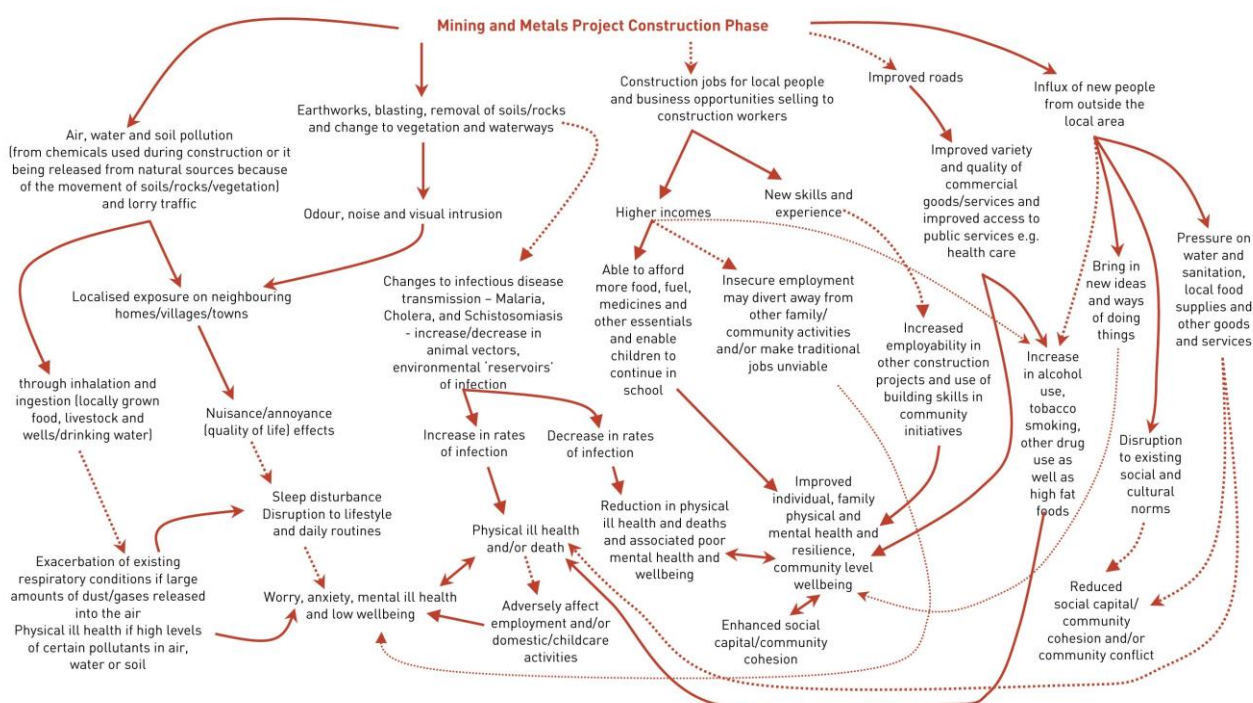 Mining and Metals Project Construction Phase
Air, water and soil pollution
(from chemicals used during construction or it
being released from natural sources because
of the movement of soils/rocks/vegetation)
and lorry traffic
Earthworks, blasting, removal of soils/rocks
and change to vegetation and waterways
Construction jobs for local people
and business opportunities selling to
construction workers
Improved roads
Influx of new people
from outside the
local area
Odour, noise and visual intrusion
Higher incomes
New skills and
experience
Improved variety
and quality of
commercial
goods/services and
improved access to
public services e.g.
health care
Pressure on
water and
sanitation,
local food
supplies and
other goods
and services
Bring in
new ideas
and ways
of doing
things
Localised exposure on neighbouring
homes/villages/towns
Changes to infectious disease
transmission – Malaria,
Cholera, and Schistosomiasis
- increase/decrease in
animal vectors,
environmental ‘reservoirs’
of infection
Able to afford
more food, fuel,
medicines and
other essentials
and enable
children to
continue in
school
Insecure employment
may divert away from
other family/
community activities
and/or make traditional
jobs unviable
Increased
employability in
other construction
projects and use of
building skills in
community
initiatives
Increase
in alcohol
use,
tobacco
smoking,
other drug
use as
well as
high fat
foods
through inhalation and
ingestion (locally grown
food, livestock and
wells/drinking water)
Nuisance/annoyance
(quality of life) effects
Increase in rates
of infection
Decrease in rates
of infection
Disruption
to existing
social and
cultural
norms
Sleep disturbance
Disruption to lifestyle
and daily routines
Physical ill health
and/or death
Reduction in physical
ill health and deaths
and associated poor
mental health and
wellbeing
Improved
individual, family
physical and
mental health and
resilience,
community level
wellbeing
Exacerbation of existing
respiratory conditions if large
amounts of dust/gases released
into the air
Physical ill health if high levels
of certain pollutants in air,
water or soil
Worry, anxiety, mental ill health
and low wellbeing
Adversely affect
employment and/or
domestic/childcare
activities
Enhanced social
capital/community
cohesion
Reduced
social capital/
community
cohesion and/or
community conflict